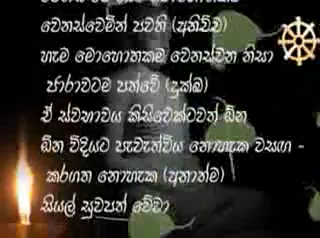 වෙනස්වෙමින් පවති (අනිච්ච)
හැම මොහොතකම වෙනස්වන නිසා
පාරාවටම පත්වේ (දුක්ඛ)
ඒ ස්වභාවය කිසිවෙක්ටවත් ඕන
ඕන විදියට පැවැත්විය නොහැක වසඟ -
කරගත නොහැක (අනාත්ම)
සියල් සුවපත් වේවා